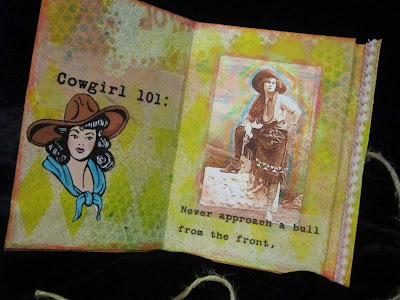 Cowgirl 101:
Never approach a bull
from the front,